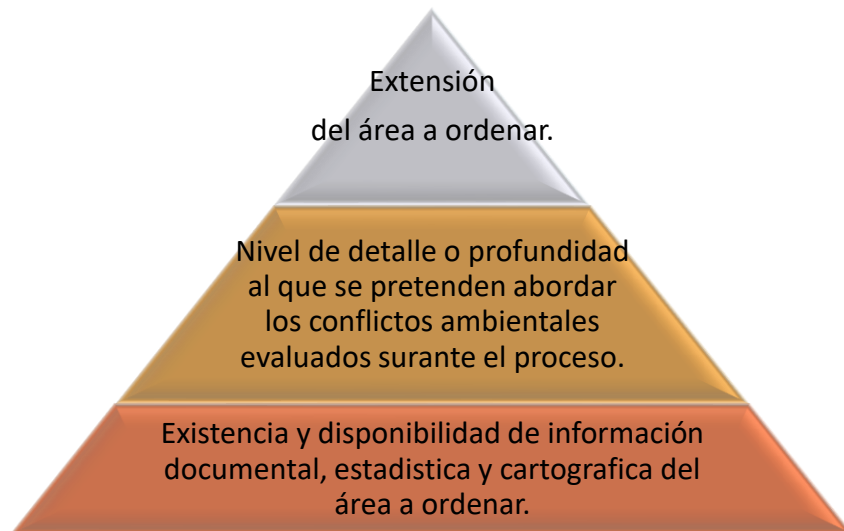 Extensión
del área a ordenar.
Nivel de detalle o profundidad
al que se pretenden abordar
los conflictos ambientales
evaluados surante el proceso.
Existencia y disponibilidad de información
documental, estadistica y cartografica del
área a ordenar.